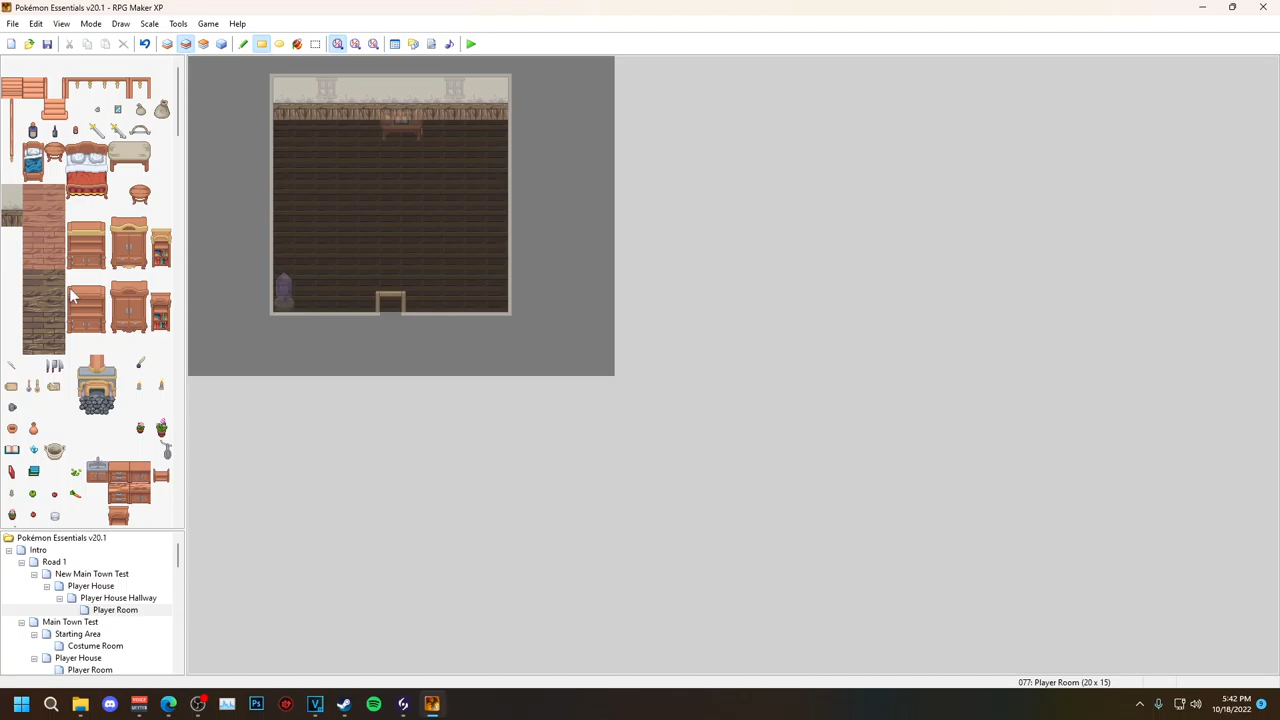 Pokémon Essentials v20.1 - RPG Maker XP
File Edit View Mode Draw Scale Tools Game Help
Pokémon Essentials v20.1
Intro
Road 1
New Main Town Test
Player House
Player House Hallway
Player Room
Main Town Test
Starting Area
Costume Room
Player House
Player Room
077: Player Room (20 x 15)
5:42 PM
10/18/2022